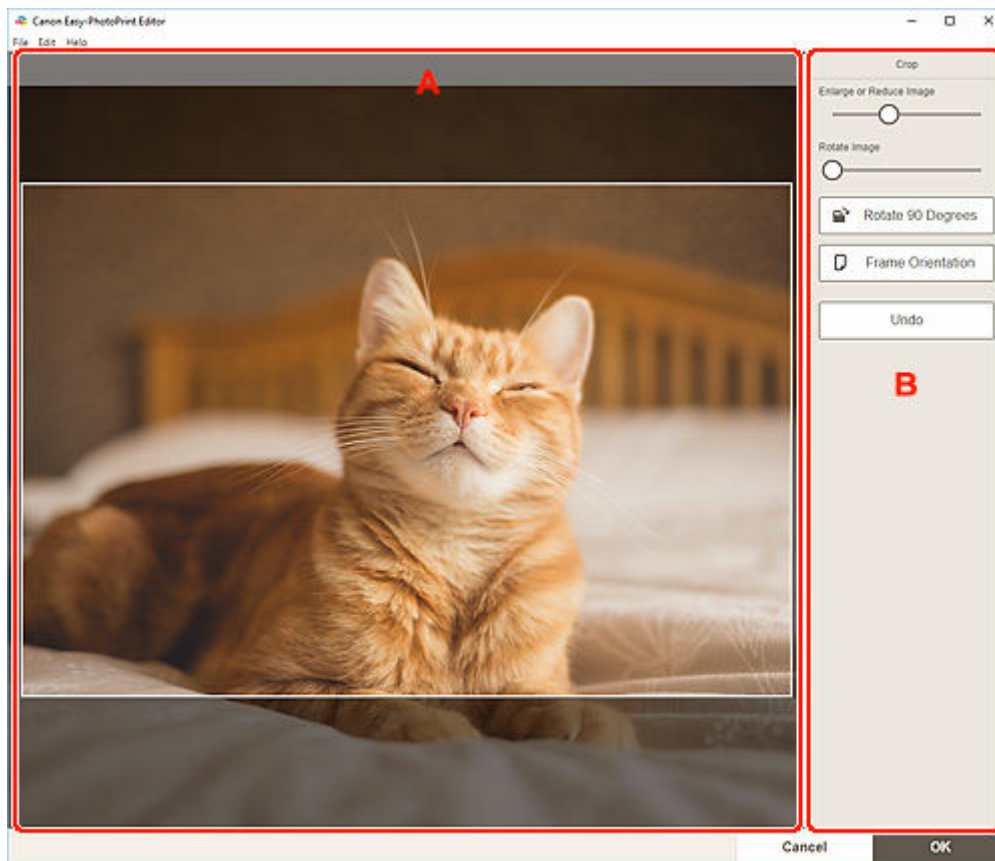 Canon Easy-PhotoPrint Editor
File Edit Help
A
Crop
Enlarge or Reduce Image
Rotate Image
Rotate 90 Degrees
Frame Orientation
Undo
B
Cancel
OK